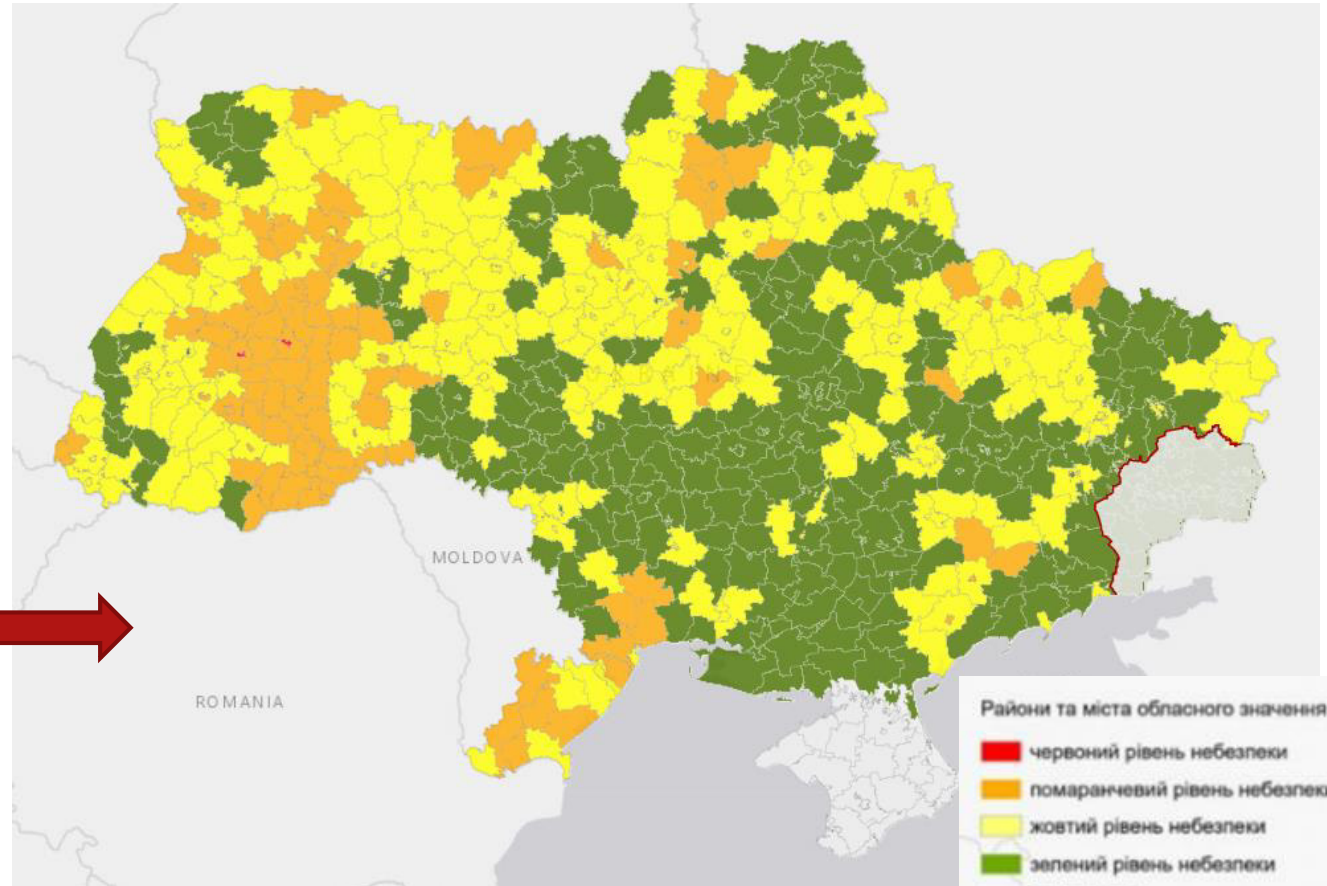 MOLDOVA
ROMANIA
Райони та міста обласного значення
червоний рівень небезпеки
помаранчевий рівень небезпеки
жовтий рівень небезпеки
зелений рівень небезпеки